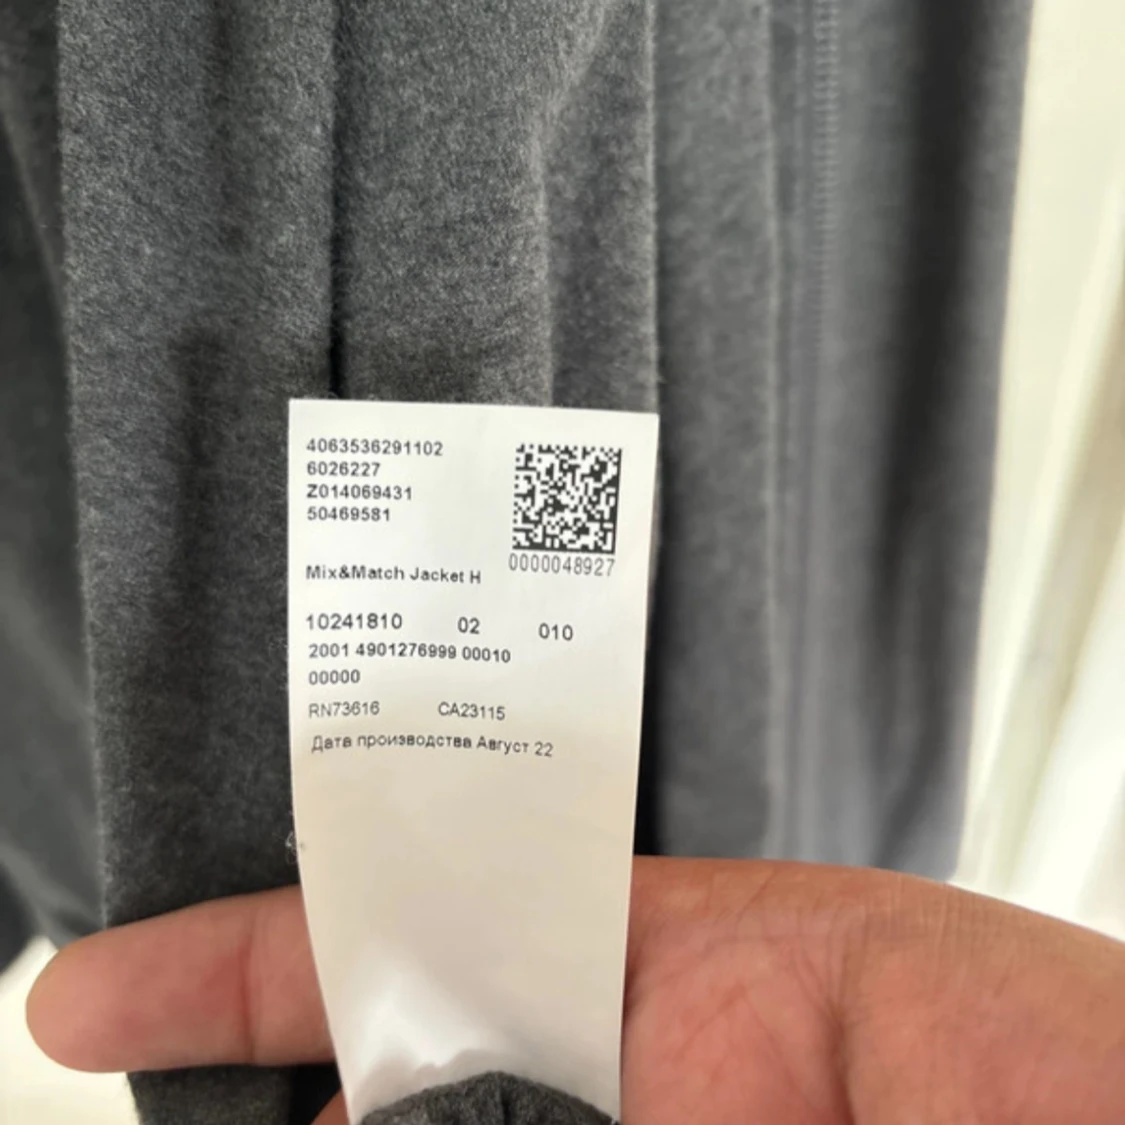 4063536291102
6026227
Z014069431
50469581
0000048927
Mix&Match Jacket H
10241810 02 010
2001 4901276999 00010
00000
RN73616 CA23115
Дата производства Август 22